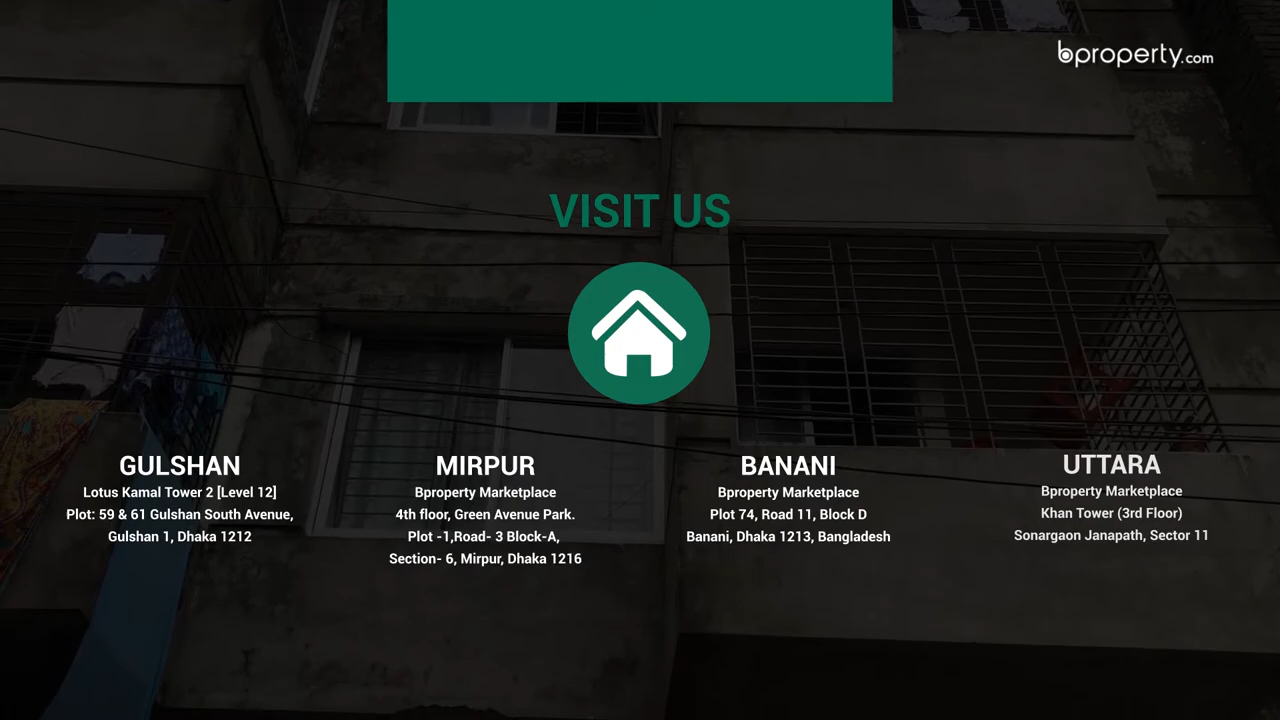 bproperty.com
VISIT US
GULSHAN
Lotus Kamal Tower 2 [Level 12]
Plot: 59 & 61 Gulshan South Avenue,
Gulshan 1, Dhaka 1212
MIRPUR
Bproperty Marketplace
4th floor, Green Avenue Park.
Plot -1,Road- 3 Block-A,
Section- 6, Mirpur, Dhaka 1216
BANANI
Bproperty Marketplace
Plot 74, Road 11, Block D
Banani, Dhaka 1213, Bangladesh
UTTARA
Bproperty Marketplace
Khan Tower (3rd Floor)
Sonargaon Janapath, Sector 11